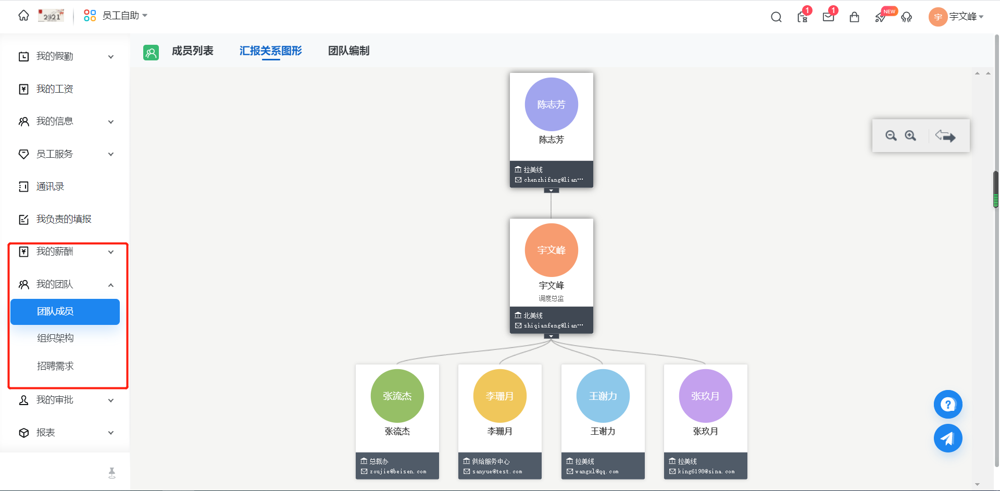 2021
员工自助
1
1
NEW
宇
宇文峰
我的假勤
我的工资
我的信息
员工服务
通讯录
我负责的填报
我的薪酬
我的团队
团队成员
组织架构
招聘需求
我的审批
报表
成员列表
汇报关系图形
团队编制
陈志芳
陈志芳
拉美线
chenzhifang@lian···
宇文峰
宇文峰
调度总监
北美线
shiqianfeng@lian···
张流杰
张流杰
总裁办
zoujie@beisen.com
李珊月
李珊月
供给服务中心
sanyue@test.com
王谢力
王谢力
拉美线
wangxl@qq.com
张玖月
张玖月
拉美线
king6198@sina.com